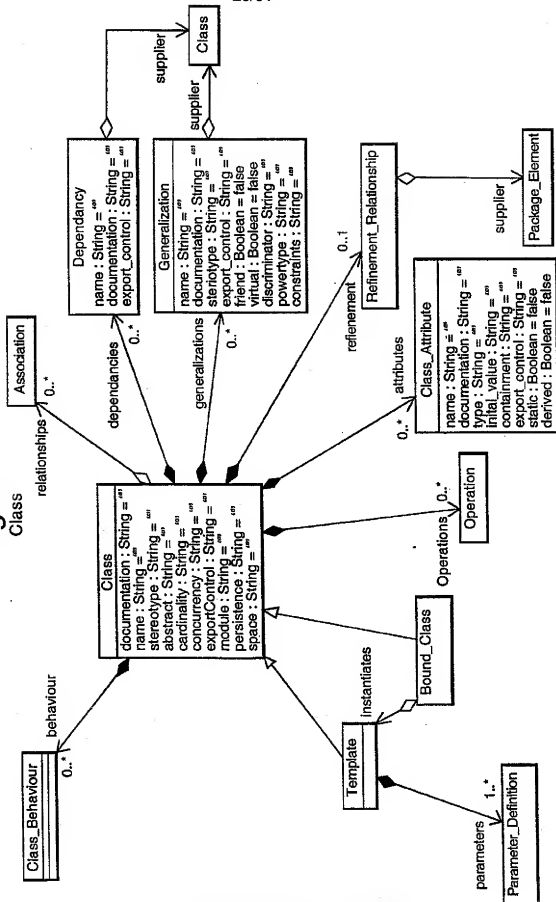 Class
Class_Behaviour
behaviour
0..*
Class
documentation : String = ""
name : String = ""
stereotype : String = ""
abstract : String = ""
cardinality : String = ""
concurrency : String = ""
exportControl : String = ""
module : String = ""
persistence : String = ""
space : String = ""
relationships
0..*
Association
dependancies
0..*
Dependancy
name : String = ""
documentation : String = ""
export_control : String = ""
supplier
Class
supplier
generalizations
0..*
Generalization
name : String = ""
documentation : String = ""
steriotype : String = ""
export_control : String = ""
friend : Boolean = false
virtual : Boolean = false
discriminator : String = ""
powertype : String = ""
constraints : String = ""
refienement
0..1
Refinement_Relationship
supplier
Package_Element
attributes
0..*
Class_Attribute
name : String = ""
documentation : String = ""
type : String = ""
inital_value : String = ""
containment : String = ""
export_control : String = ""
static : Boolean = false
derived : Boolean = false
Operations
0..*
Operation
Template
instantiates
Bound_Class
parameters
1..*
Parameter_Definition